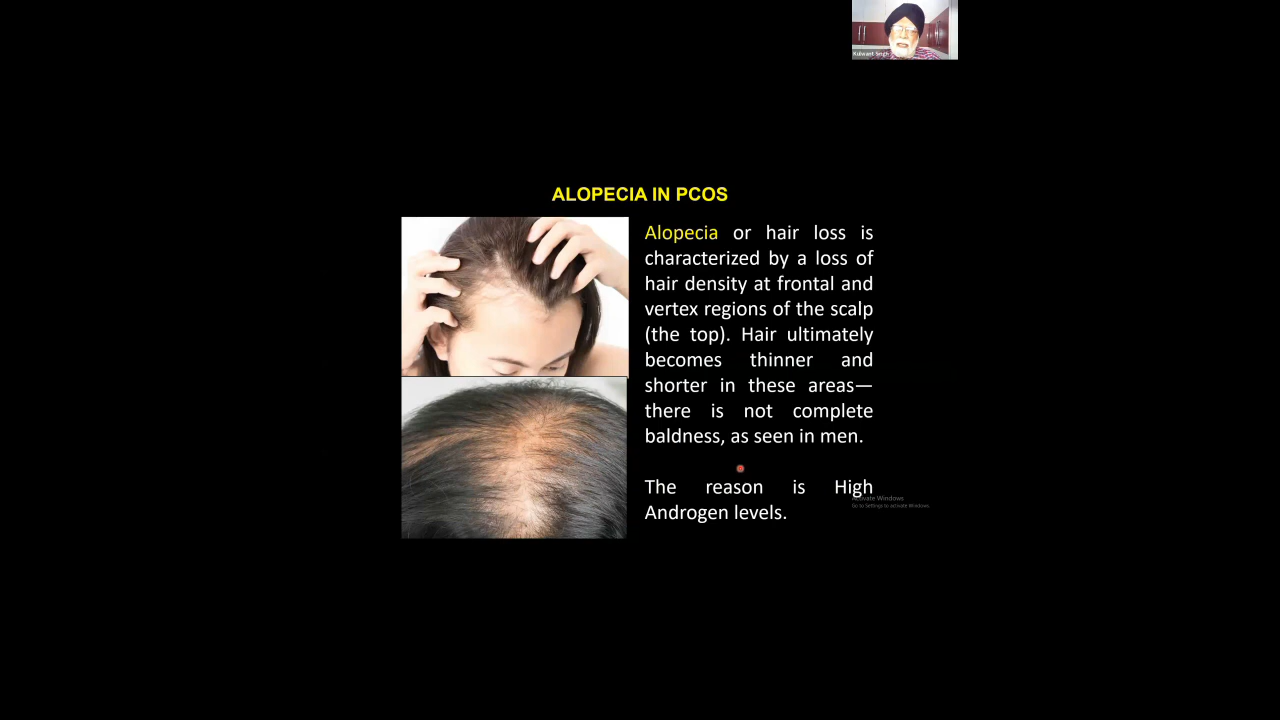 Kulwant Singh
ALOPECIA IN PCOS
Alopecia or hair loss is
characterized by a loss of
hair density at frontal and
vertex regions of the scalp
(the top). Hair ultimately
becomes thinner and
shorter in these areas—
there is not complete
baldness, as seen in men.
The reason is High
Androgen levels.
Activate Windows
Go to Settings to activate Windows.